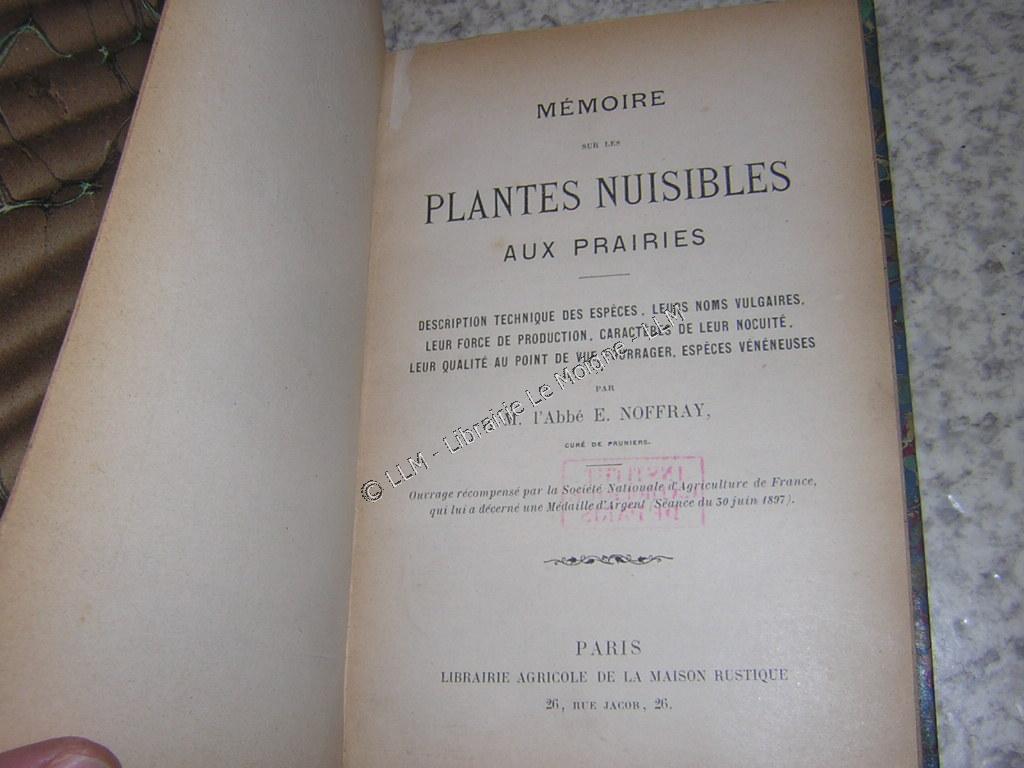 MÉMOIRE
SUR LES
PLANTES NUISIBLES
AUX PRAIRIES
DESCRIPTION TECHNIQUE DES ESPÈCES, LEURS NOMS VULGAIRES,
LEUR FORCE DE PRODUCTION, CARACTÈRES DE LEUR NOCUITÉ,
LEUR QUALITÉ AU POINT DE VUE FOURRAGER, ESPÈCES VÉNÉNEUSES
PAR
M. l'Abbé E. NOFFRAY,
CURÉ DE PRUNIERS.
Ouvrage récompensé par la Société Nationale d'Agriculture de France,
qui lui a décerné une Médaille d'Argent (Séance du 30 juin 1897).
PARIS
LIBRAIRIE AGRICOLE DE LA MAISON RUSTIQUE
26, RUE JACOB, 26.
© LLM - Librairie Le Moigne - LLM